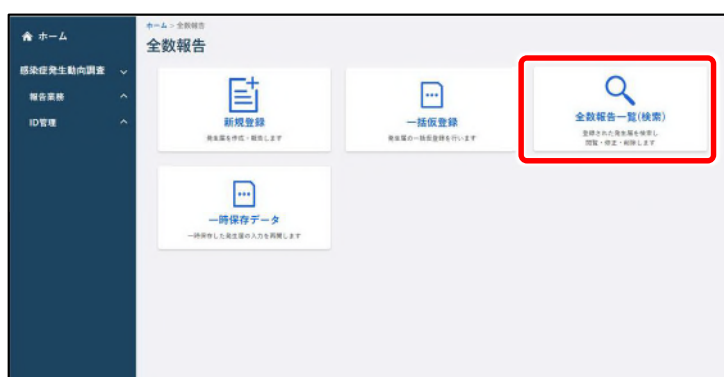 ホーム
感染症発生動向調査
報告業務
ID管理
ホーム > 全数報告
全数報告
新規登録
発生届を作成・報告します
一括仮登録
発生届の一括仮登録を行います
全数報告一覧(検索)
登録された発生届を検索し
閲覧・修正・削除します
一時保存データ
一時保存した発生届の入力を再開します